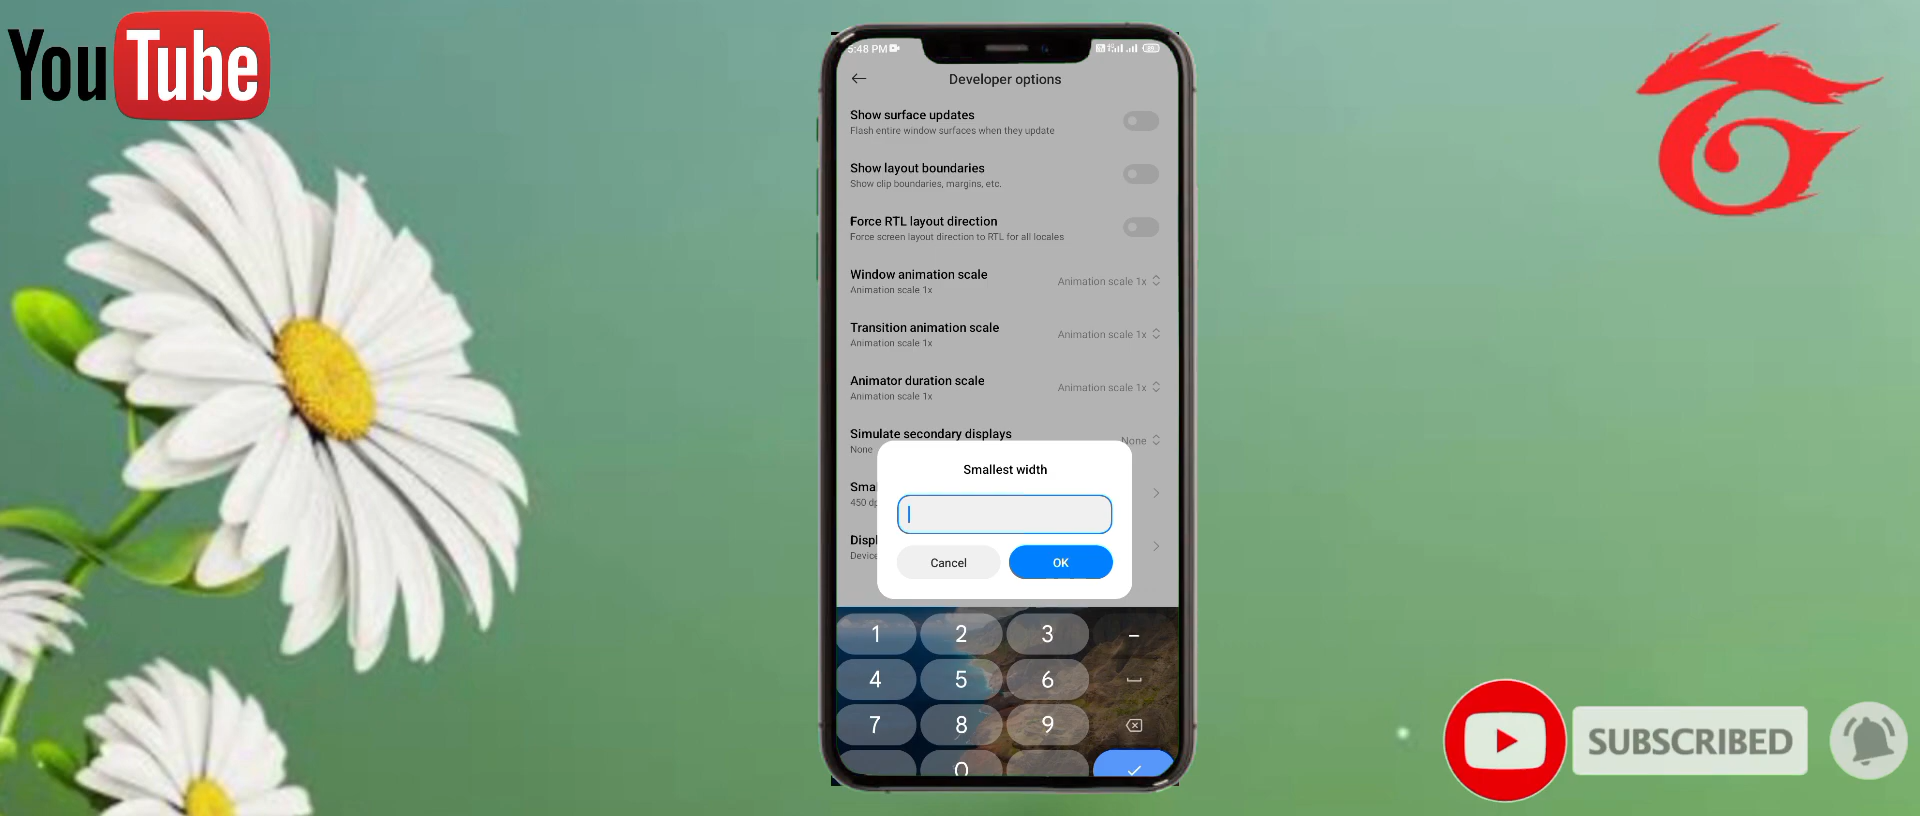 YouTube
5:48 PM
Developer options
Show surface updates
Flash entire window surfaces when they update
Show layout boundaries
Show clip boundaries, margins, etc.
Force RTL layout direction
Force screen layout direction to RTL for all locales
Window animation scale
Animation scale 1x
Animation scale 1x
Transition animation scale
Animation scale 1x
Animation scale 1x
Animator duration scale
Animation scale 1x
Animation scale 1x
Simulate secondary displays
None
None
Smallest width
Sma
450 dp
Cancel OK
Displ
Device
1 2 3 –
4 5 6
7 8 9
0
SUBSCRIBED